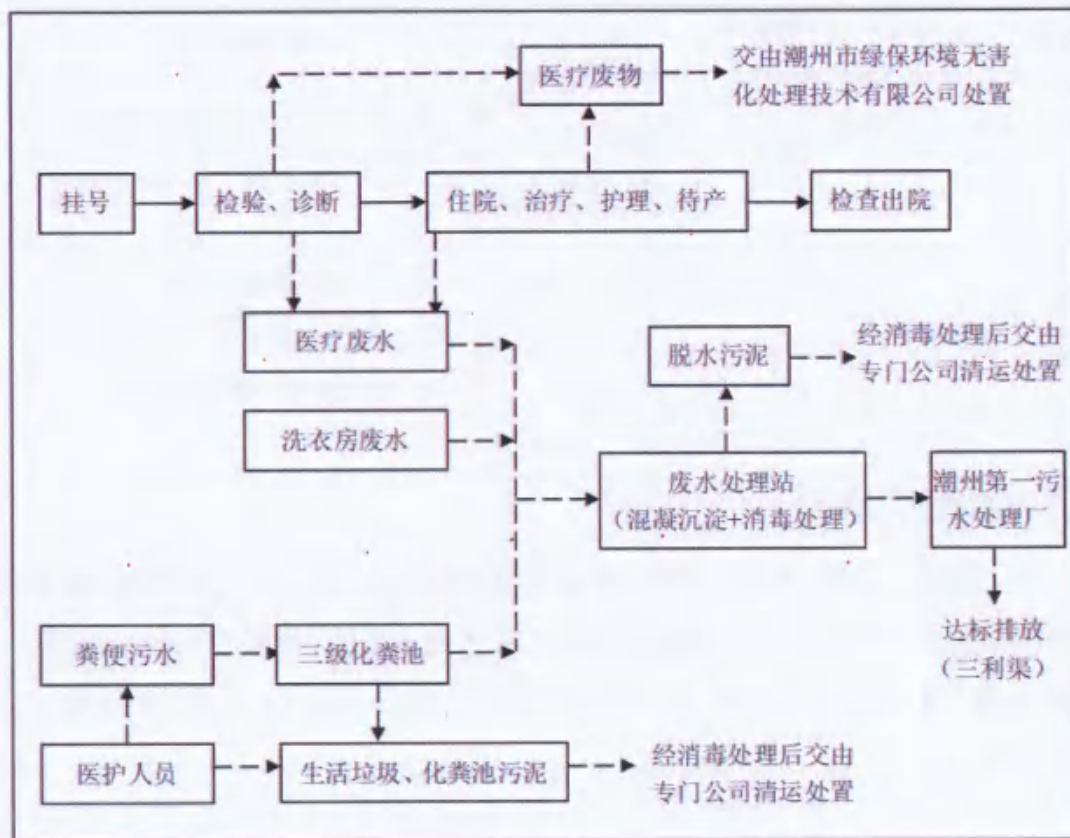 医疗废物
交由潮州市绿保环境无害
化处理技术有限公司处置
挂号
检验、诊断
住院、治疗、护理、待产
检查出院
医疗废水
脱水污泥
经消毒处理后交由
专门公司清运处置
洗衣房废水
废水处理站
（混凝沉淀+消毒处理）
潮州第一污
水处理厂
粪便污水
三级化粪池
达标排放
（三利渠）
医护人员
生活垃圾、化粪池污泥
经消毒处理后交由
专门公司清运处置